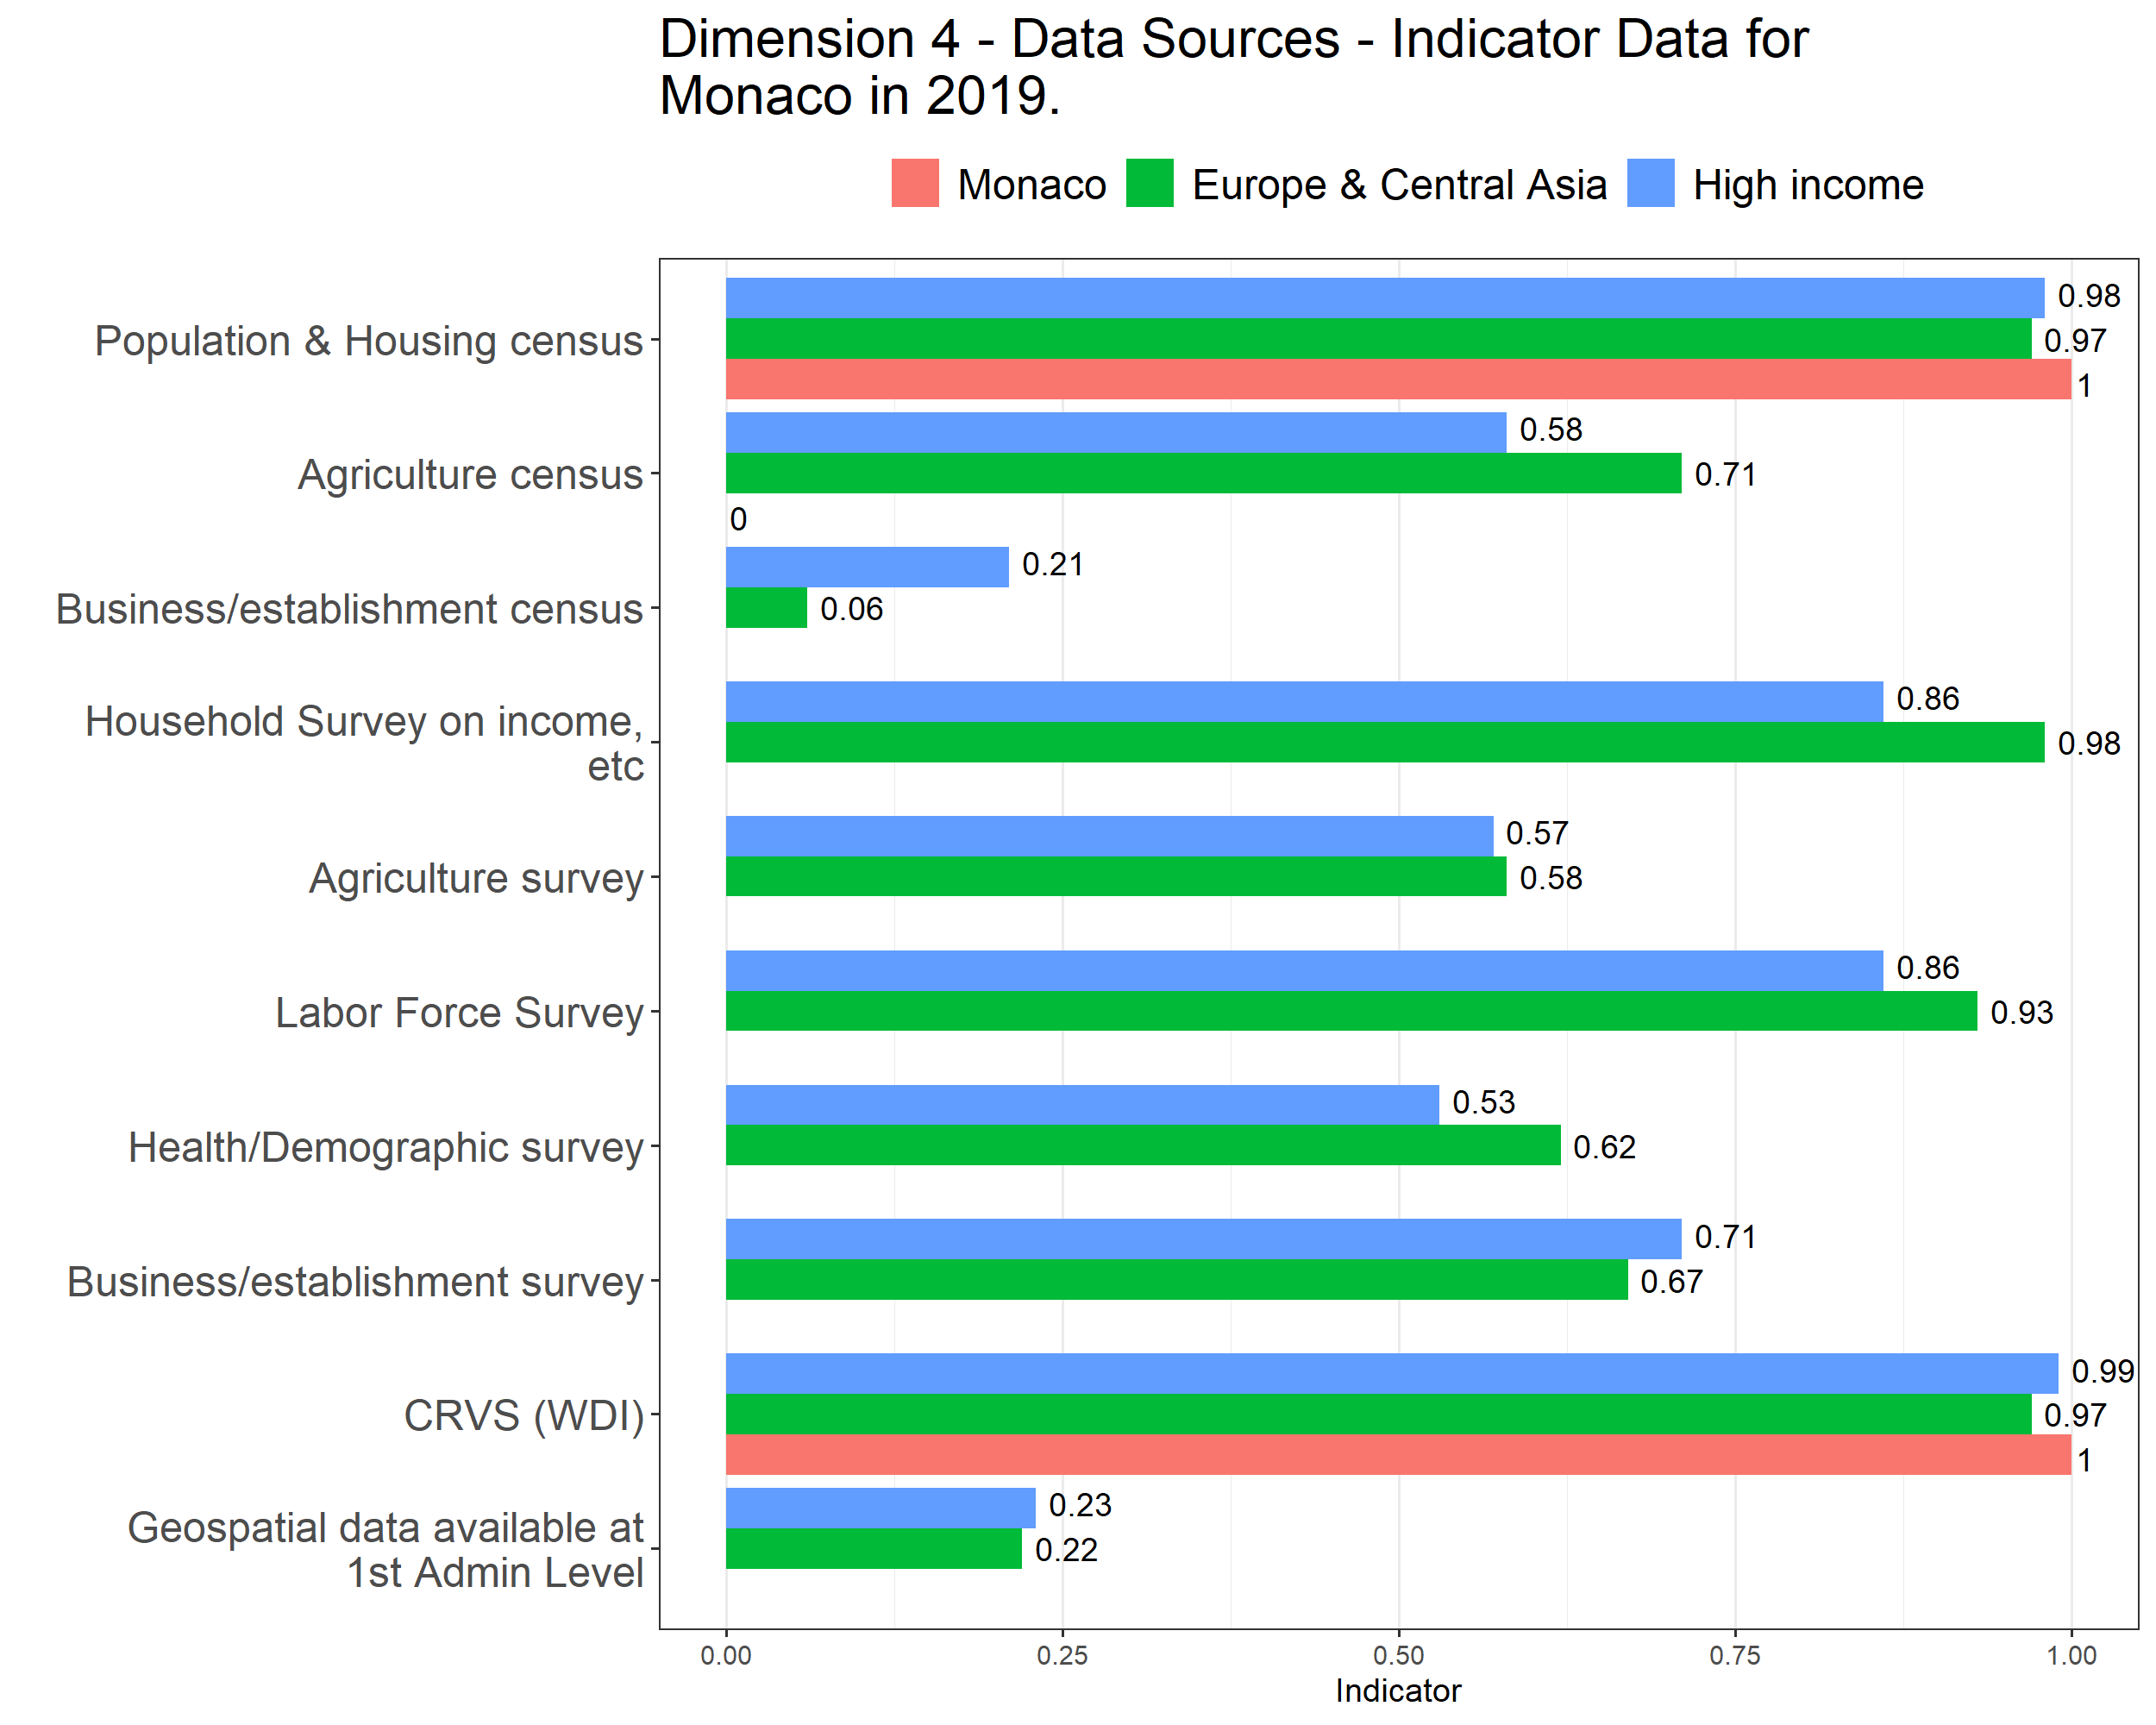 Dimension 4 - Data Sources - Indicator Data for
Monaco in 2019.
Monaco
Europe & Central Asia
High income
Population & Housing census
0.98
0.97
1
Agriculture census
0.58
0.71
0
Business/establishment census
0.21
0.06
Household Survey on income,
etc
0.86
0.98
Agriculture survey
0.57
0.58
Labor Force Survey
0.86
0.93
Health/Demographic survey
0.53
0.62
Business/establishment survey
0.71
0.67
CRVS (WDI)
0.99
0.97
1
Geospatial data available at
1st Admin Level
0.23
0.22
0.00
0.25
0.50
0.75
1.00
Indicator